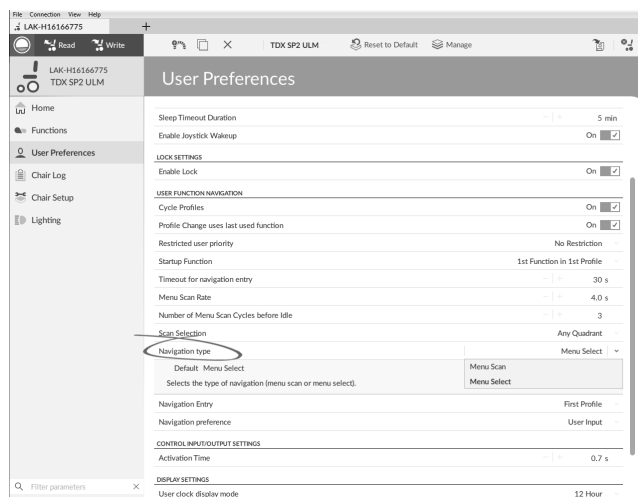 File Connection View Help
LAK-H16166775
+
Read Write TDX SP2 ULM Reset to Default Manage
LAK-H16166775
TDX SP2 ULM
User Preferences
Home
Functions
User Preferences
Chair Log
Chair Setup
Lighting
Sleep Timeout Duration - + 5 min
Enable Joystick Wakeup On
LOCK SETTINGS
Enable Lock On
USER FUNCTION NAVIGATION
Cycle Profiles On
Profile Change uses last used function On
Restricted user priority No Restriction
Startup Function 1st Function in 1st Profile
Timeout for navigation entry - + 30 s
Menu Scan Rate - + 4.0 s
Number of Menu Scan Cycles before Idle - + 3
Scan Selection Any Quadrant
Navigation type Menu Select
Default Menu Select Menu Scan
Selects the type of navigation (menu scan or menu select). Menu Select
Navigation Entry First Profile
Navigation preference User Input
CONTROL INPUT/OUTPUT SETTINGS
Activation Time - + 0.7 s
DISPLAY SETTINGS
User clock display mode 12 Hour
Filter parameters